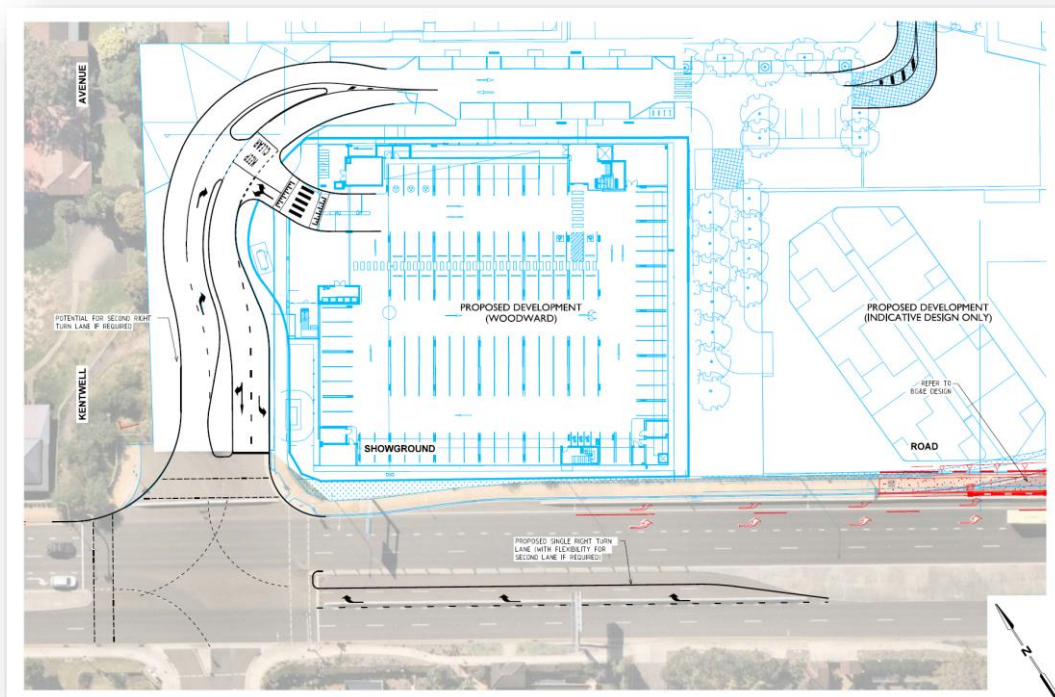 AVENUE
KENTWELL
POTENTIAL FOR SECOND RIGHT
TURN LANE IF REQUIRED
PROPOSED DEVELOPMENT
(WOODWARD)
PROPOSED DEVELOPMENT
(INDICATIVE DESIGN ONLY)
REFER TO
BG&E DESIGN
SHOWGROUND
ROAD
PROPOSED SINGLE RIGHT TURN
LANE (WITH FLEXIBILITY FOR
SECOND LANE IF REQUIRED)
N